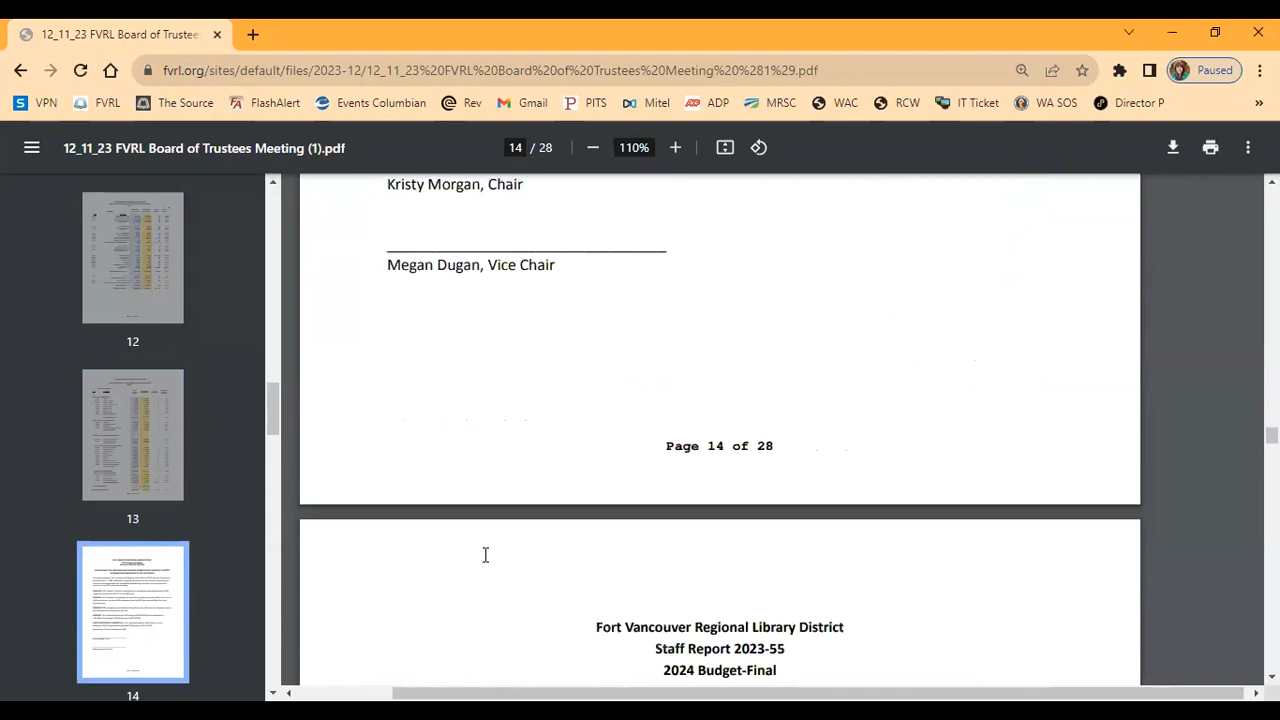 12_11_23 FVRL Board of Trustee
fvrl.org/sites/default/files/2023-12/12_11_23%20FVRL%20Board%20of%20Trustees%20Meeting%20%281%29.pdf
Paused
VPN FVRL The Source FlashAlert Events Columbian Rev Gmail PITS Mitel ADP MRSC WAC RCW IT Ticket WA SOS Director P »
12_11_23 FVRL Board of Trustees Meeting (1).pdf 14 / 28 110%
Kristy Morgan, Chair
Megan Dugan, Vice Chair
Page 14 of 28
Fort Vancouver Regional Library District
Staff Report 2023-55
2024 Budget-Final
12
13
14